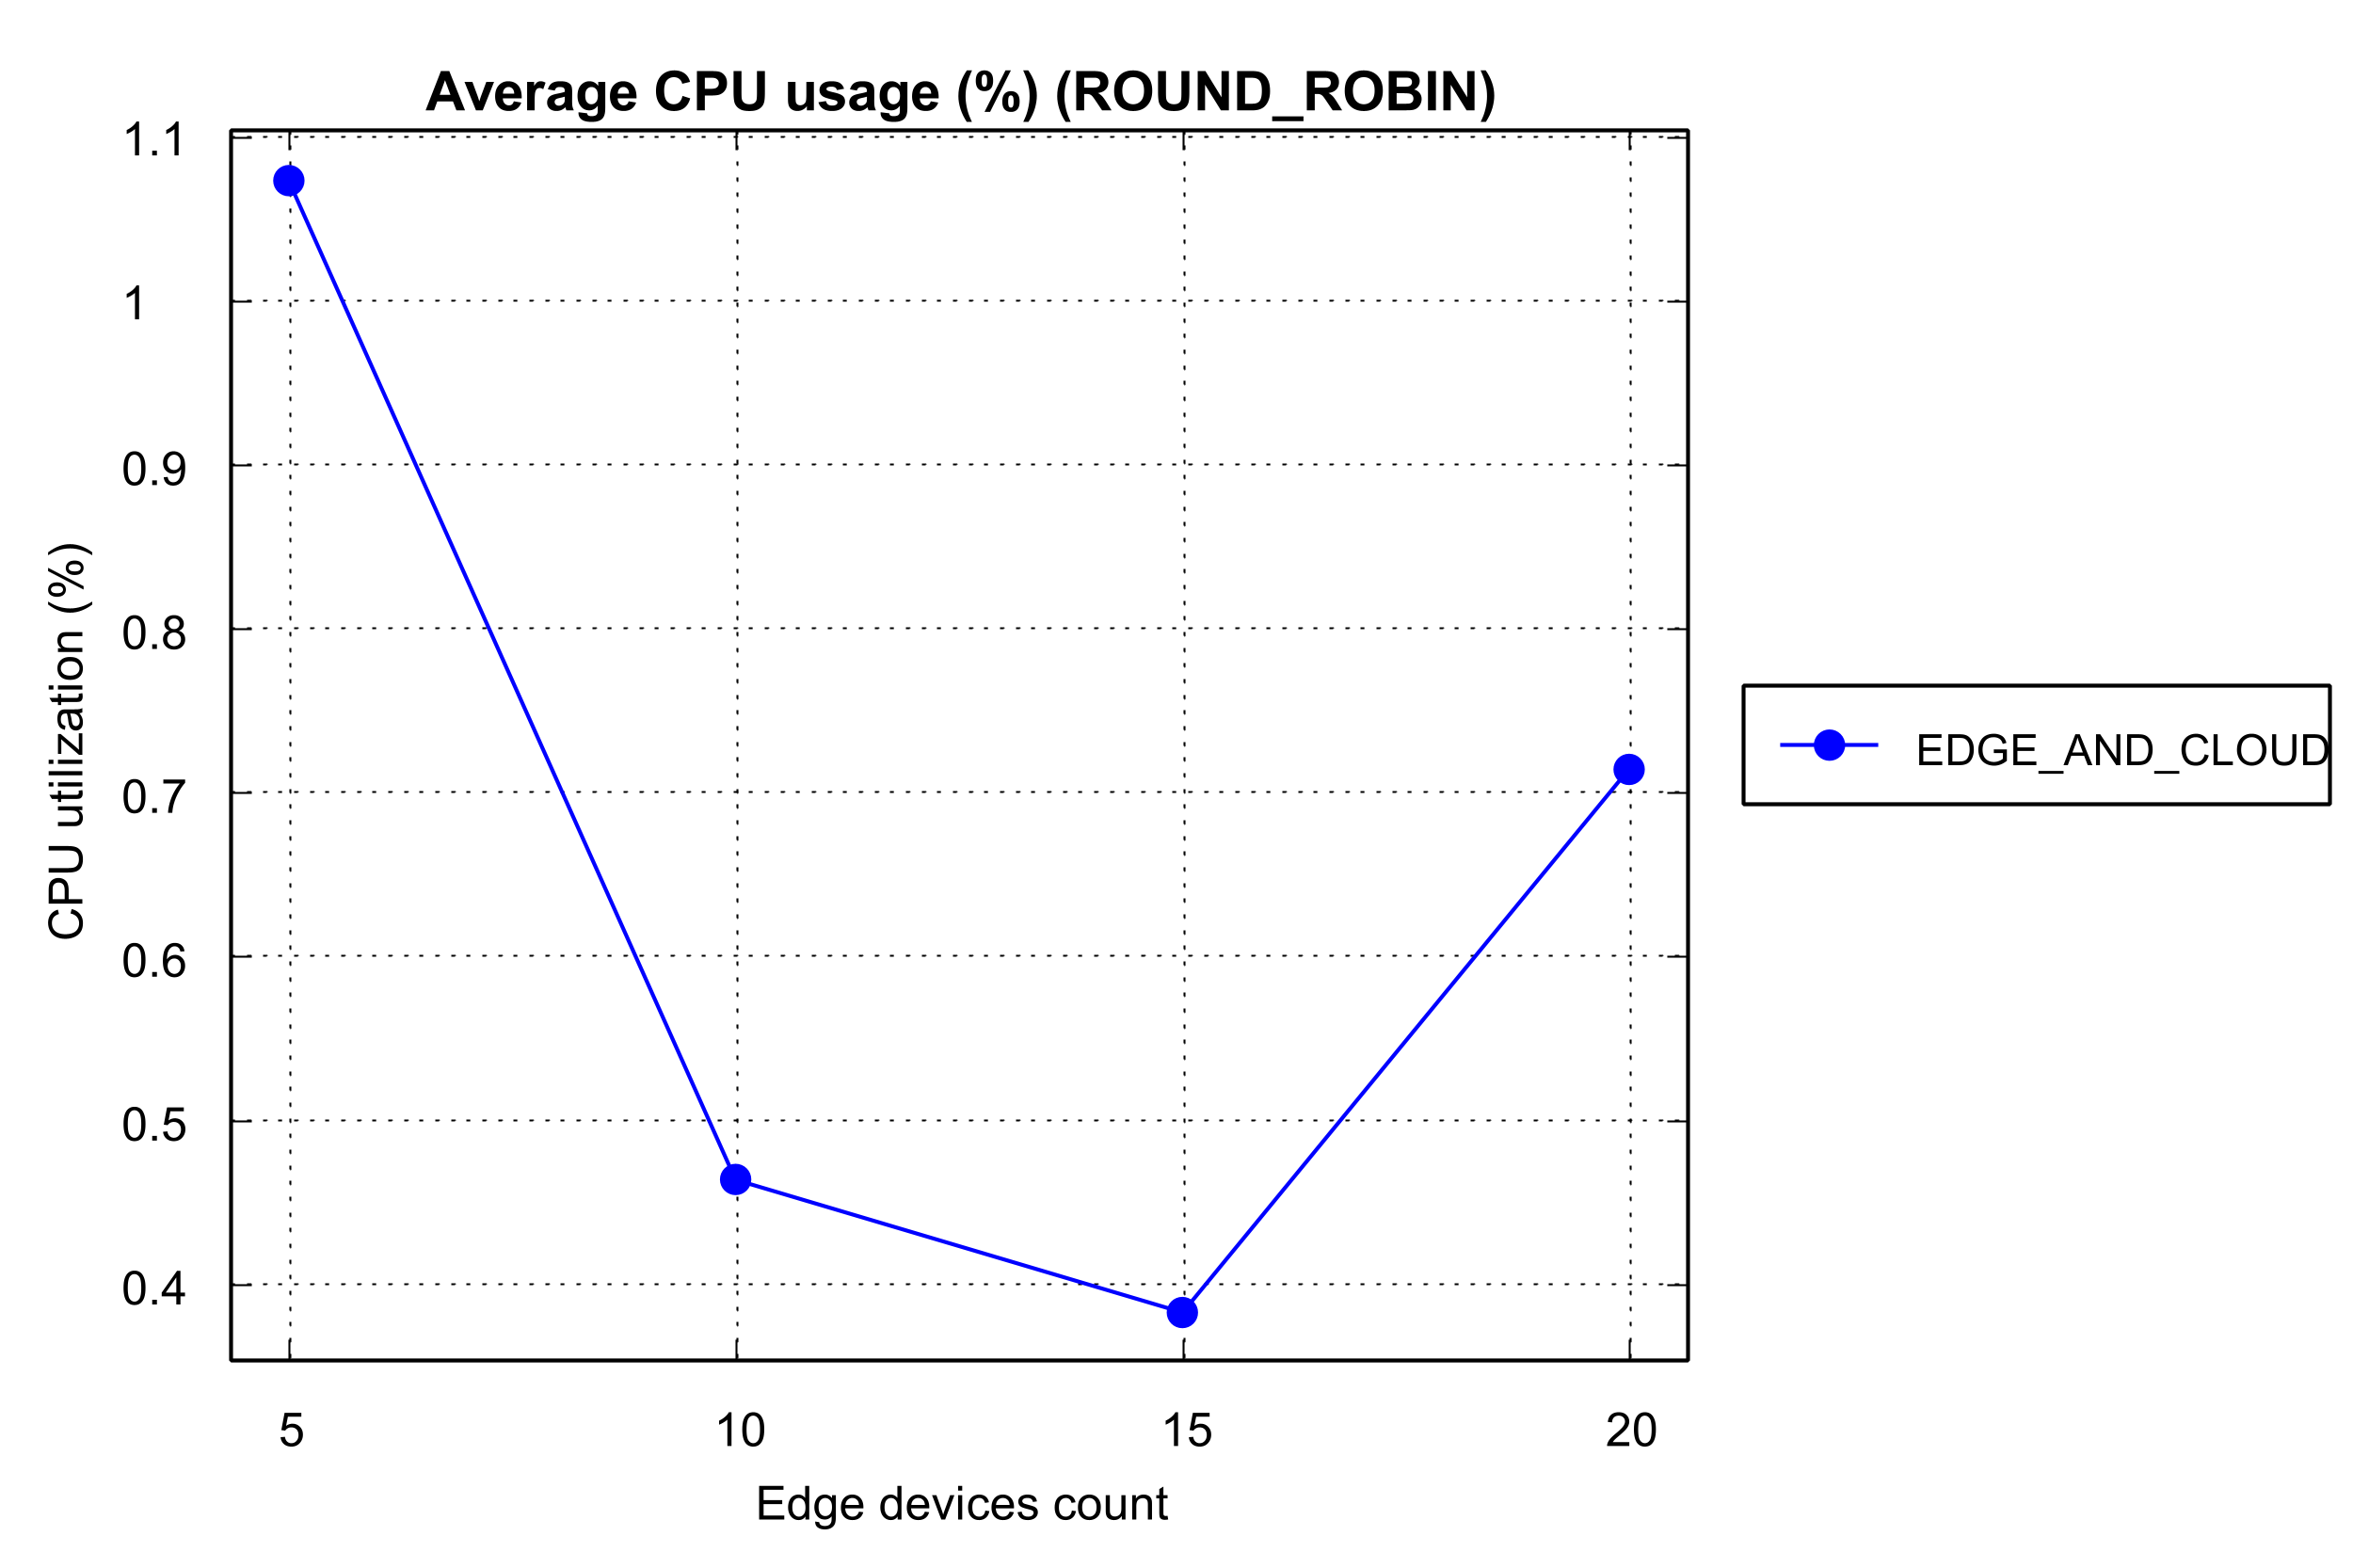 Average CPU usage (%) (ROUND_ROBIN)
1.1
1
0.9
0.8
0.7
0.6
0.5
0.4
CPU utilization (%)
5 10 15 20
Edge devices count
EDGE_AND_CLOUD